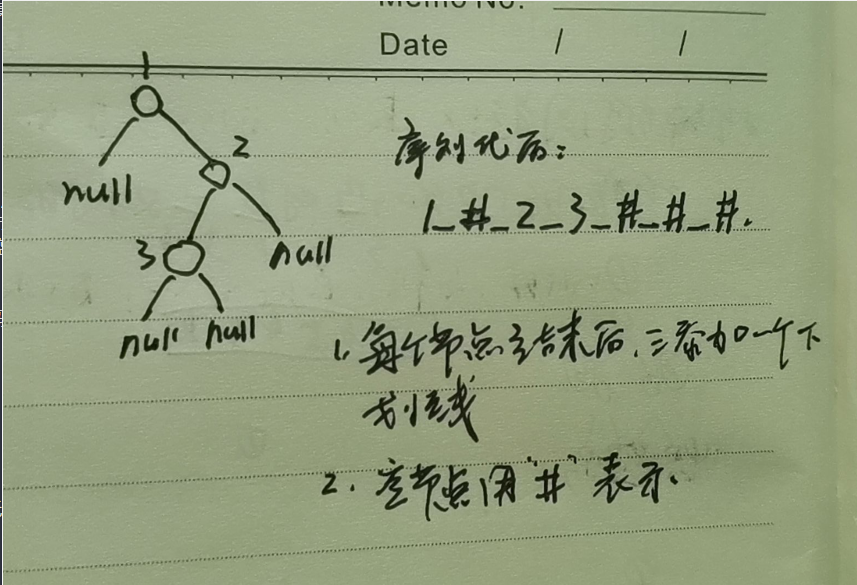 Memo No.
Date / /
1
2
null
3
null
null null
序列化后:
1_#_2_3_#_#_#.
1. 每个节点结束后,添加一个下
划线
2. 空节点用"#"表示.